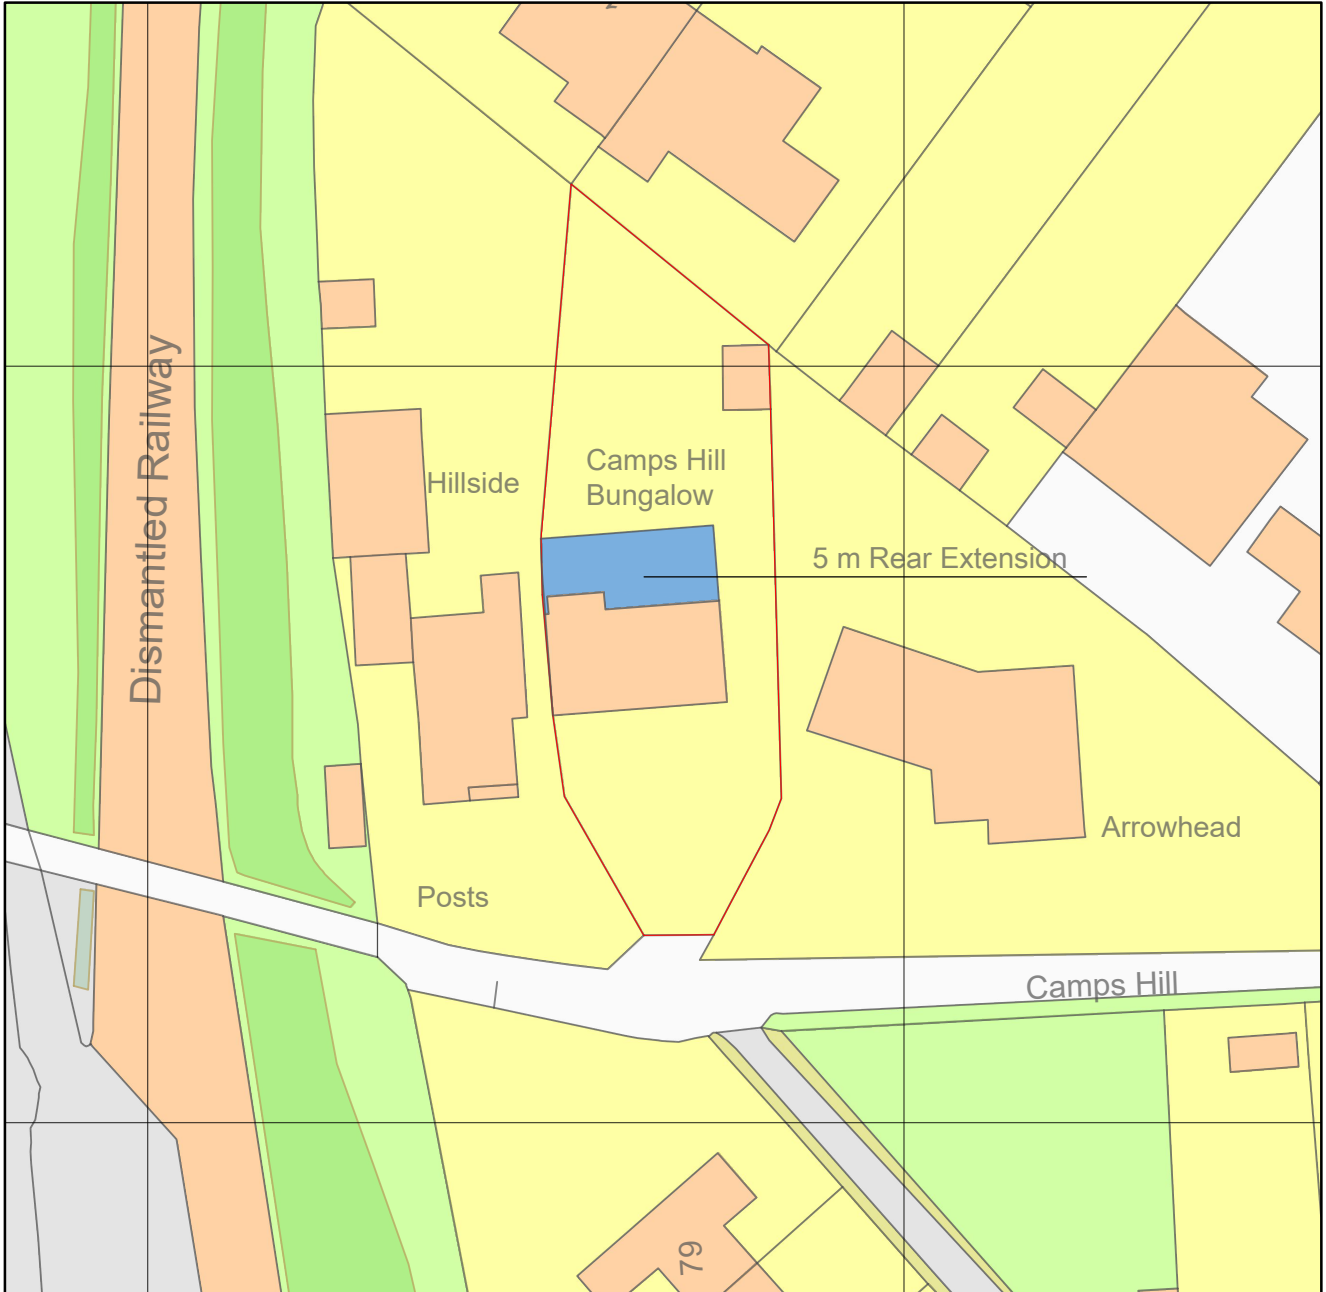 Dismantled Railway
Hillside
Camps Hill
Bungalow
5 m Rear Extension
Arrowhead
Posts
Camps Hill
79